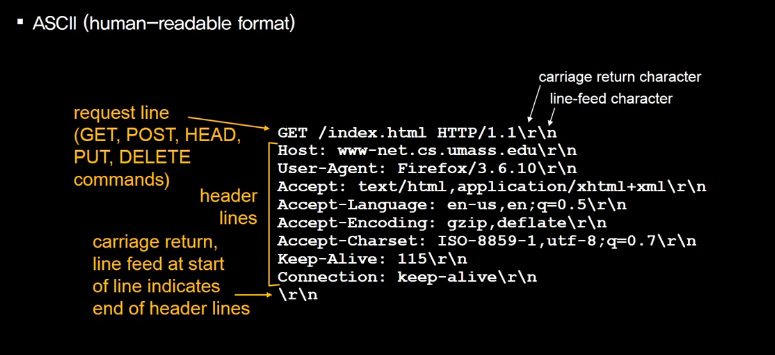 ▪ ASCII (human-readable format)
carriage return character
line-feed character
request line
(GET, POST, HEAD,
PUT, DELETE
commands)
GET /index.html HTTP/1.1\r\n
Host: www-net.cs.umass.edu\r\n
User-Agent: Firefox/3.6.10\r\n
Accept: text/html,application/xhtml+xml\r\n
Accept-Language: en-us,en;q=0.5\r\n
Accept-Encoding: gzip,deflate\r\n
Accept-Charset: ISO-8859-1,utf-8;q=0.7\r\n
Keep-Alive: 115\r\n
Connection: keep-alive\r\n
\r\n
header
lines
carriage return,
line feed at start
of line indicates
end of header lines